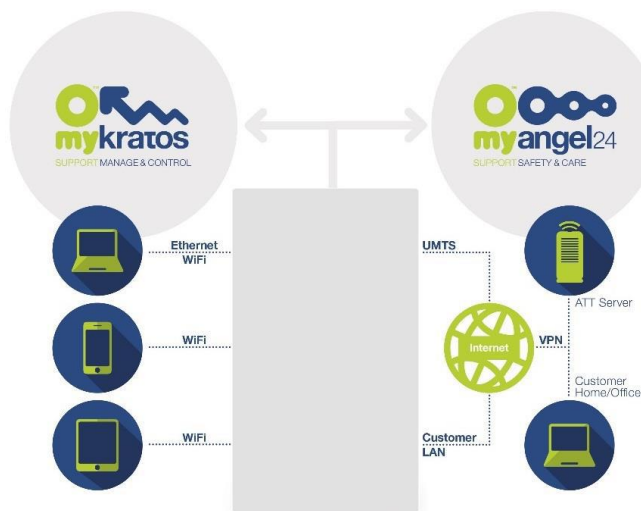 mykratos
SUPPORT MANAGE & CONTROL
myangel24
SUPPORT SAFETY & CARE
Ethernet
WiFi
UMTS
ATT Server
WiFi
Internet
VPN
Customer
Home/Office
WiFi
Customer
LAN